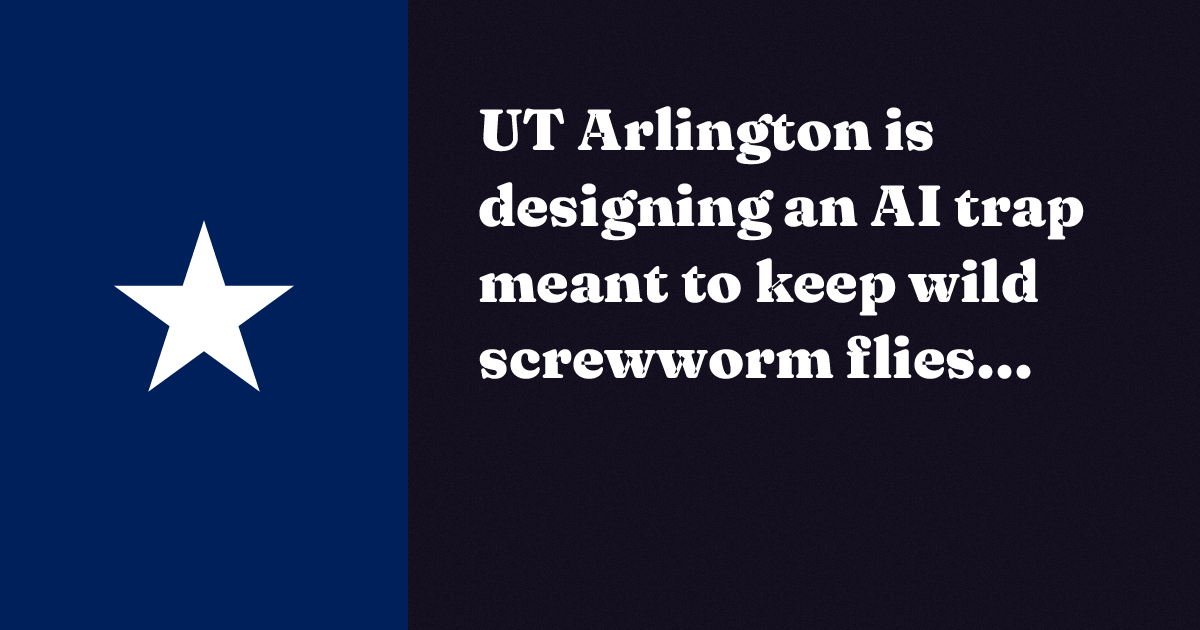 UT Arlington is
designing an AI trap
meant to keep wild
screwworm flies...